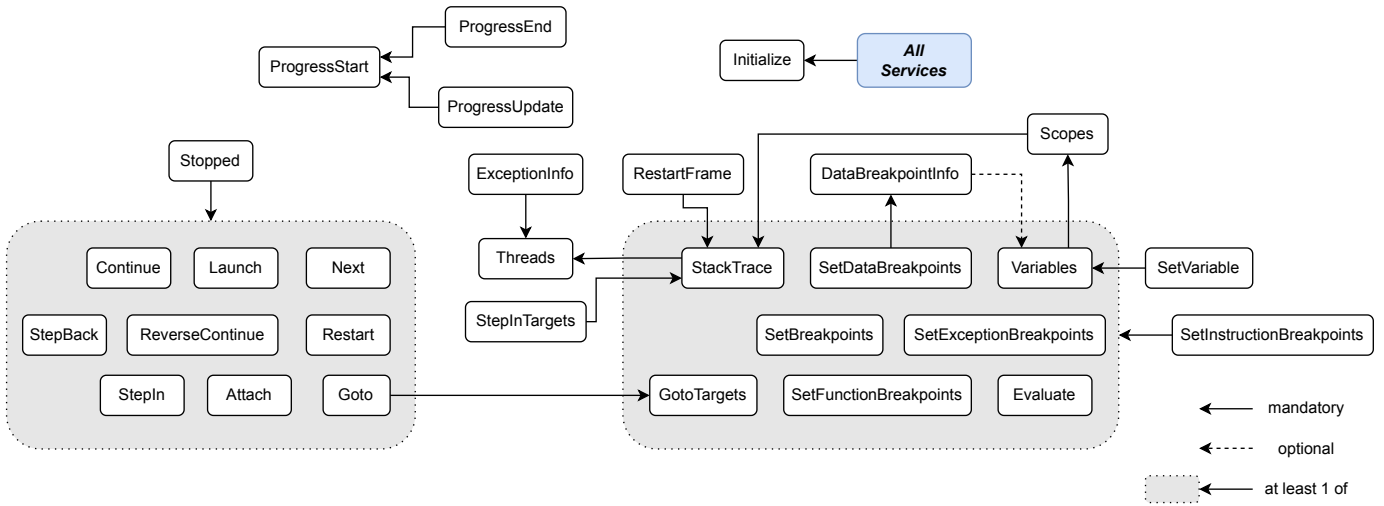 ProgressEnd
ProgressStart
ProgressUpdate
Initialize
All
Services
Stopped
ExceptionInfo
RestartFrame
DataBreakpointInfo
Scopes
Continue
Launch
Next
Threads
StackTrace
SetDataBreakpoints
Variables
SetVariable
StepBack
ReverseContinue
Restart
StepInTargets
SetBreakpoints
SetExceptionBreakpoints
SetInstructionBreakpoints
StepIn
Attach
Goto
GotoTargets
SetFunctionBreakpoints
Evaluate
mandatory
optional
at least 1 of